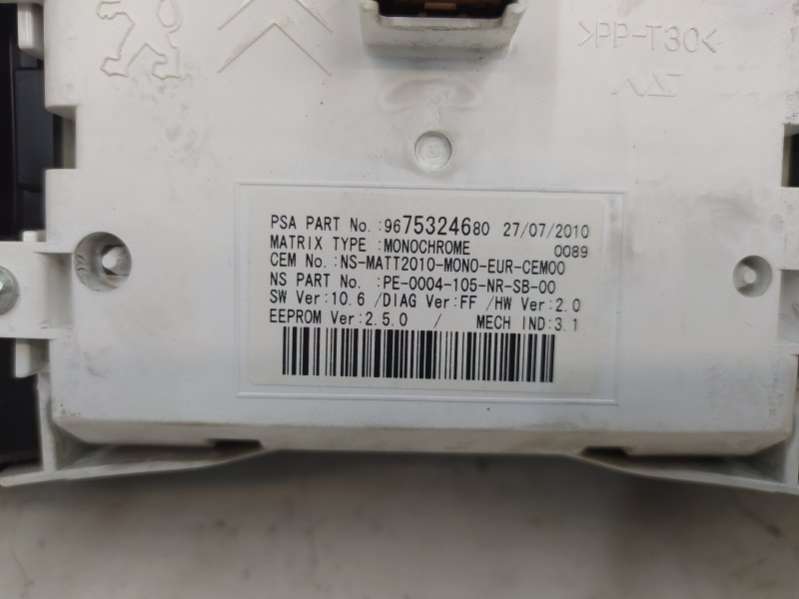 >PP-T30<
PSA PART No. :9675324680 27/07/2010
MATRIX TYPE :MONOCHROME 0089
CEM No. :NS-MATT2010-MONO-EUR-CEM00
NS PART No. :PE-0004-105-NR-SB-00
SW Ver:10.6 /DIAG Ver:FF /HW Ver:2.0
EEPROM Ver:2.5.0 / MECH IND:3.1